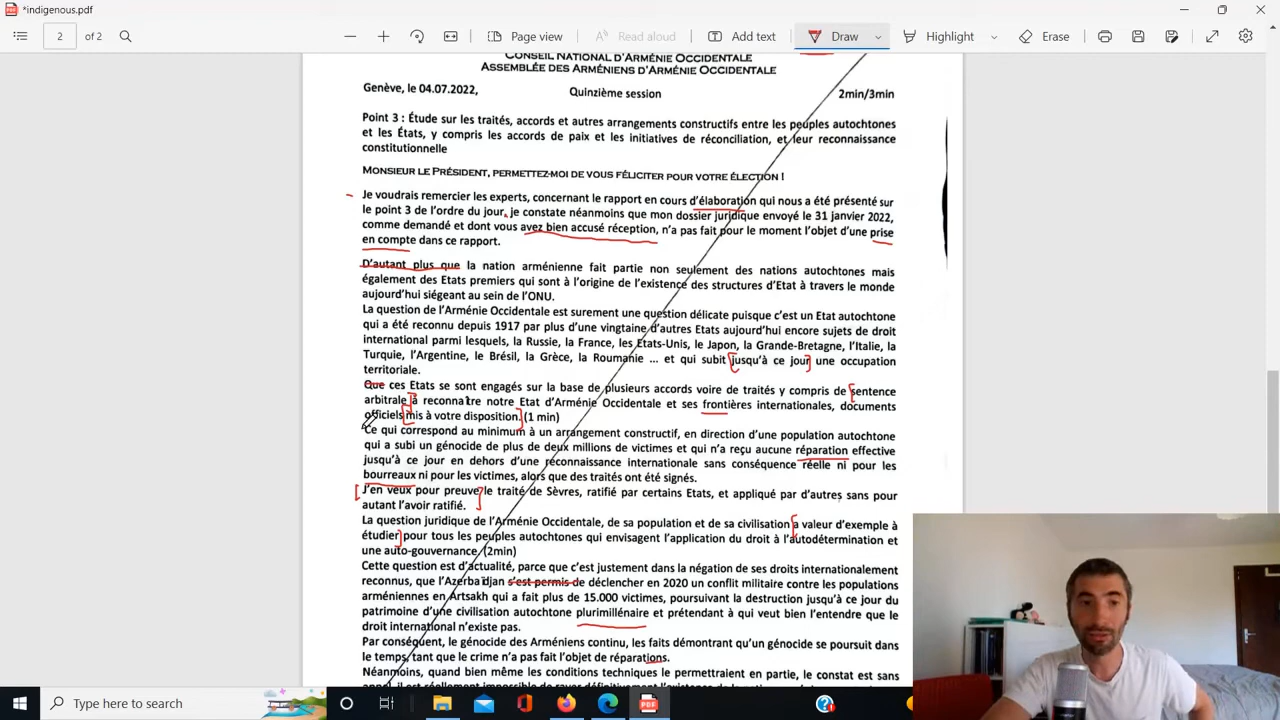 *indigenous.pdf
2 of 2
Page view
Read aloud
Add text
Draw
Highlight
Erase
CONSEIL NATIONAL D'ARMÉNIE OCCIDENTALE
ASSEMBLÉE DES ARMÉNIENS D'ARMÉNIE OCCIDENTALE
Genève, le 04.07.2022, Quinzième session 2min/3min
Point 3 : Étude sur les traités, accords et autres arrangements constructifs entre les peuples autochtones
et les États, y compris les accords de paix et les initiatives de réconciliation, et leur reconnaissance
constitutionnelle
MONSIEUR LE PRÉSIDENT, PERMETTEZ-MOI DE VOUS FÉLICITER POUR VOTRE ÉLECTION !
Je voudrais remercier les experts, concernant le rapport en cours d'élaboration qui nous a été présenté sur
le point 3 de l'ordre du jour, je constate néanmoins que mon dossier juridique envoyé le 31 janvier 2022,
comme demandé et dont vous avez bien accusé réception, n'a pas fait pour le moment l'objet d'une prise
en compte dans ce rapport.
D'autant plus que la nation arménienne fait partie non seulement des nations autochtones mais
également des Etats premiers qui sont à l'origine de l'existence des structures d'Etat à travers le monde
aujourd'hui siégeant au sein de l'ONU.
La question de l'Arménie Occidentale est surement une question délicate puisque c'est un Etat autochtone
qui a été reconnu depuis 1917 par plus d'une vingtaine d'autres Etats aujourd'hui encore sujets de droit
international parmi lesquels, la Russie, la France, les Etats-Unis, le Japon, la Grande-Bretagne, l'Italie, la
Turquie, l'Argentine, le Brésil, la Grèce, la Roumanie ... et qui subit jusqu'à ce jour une occupation
territoriale.
Que ces Etats se sont engagés sur la base de plusieurs accords voire de traités y compris de sentence
arbitrale à reconnaître notre Etat d'Arménie Occidentale et ses frontières internationales, documents
officiels mis à votre disposition. (1 min)
Ce qui correspond au minimum à un arrangement constructif, en direction d'une population autochtone
qui a subi un génocide de plus de deux millions de victimes et qui n'a reçu aucune réparation effective
jusqu'à ce jour en dehors d'une reconnaissance internationale sans conséquence réelle ni pour les
bourreaux ni pour les victimes, alors que des traités ont été signés.
J'en veux pour preuve le traité de Sèvres, ratifié par certains Etats, et appliqué par d'autres sans pour
autant l'avoir ratifié.
La question juridique de l'Arménie Occidentale, de sa population et de sa civilisation a valeur d'exemple à
étudier pour tous les peuples autochtones qui envisagent l'application du droit à l'autodétermination et
une auto-gouvernance (2min)
Cette question est d'actualité, parce que c'est justement dans la négation de ses droits internationalement
reconnus, que l'Azerbaïdjan s'est permis de déclencher en 2020 un conflit militaire contre les populations
arméniennes en Artsakh qui a fait plus de 15.000 victimes, poursuivant la destruction jusqu'à ce jour du
patrimoine d'une civilisation autochtone plurimillénaire et prétendant à qui veut bien l'entendre que le
droit international n'existe pas.
Par conséquent, le génocide des Arméniens continu, les faits démontrant qu'un génocide se poursuit dans
le temps, tant que le crime n'a pas fait l'objet de réparations.
Néanmoins, quand bien même les conditions techniques le permettraient en partie, le constat est sans
Type here to search
PDF